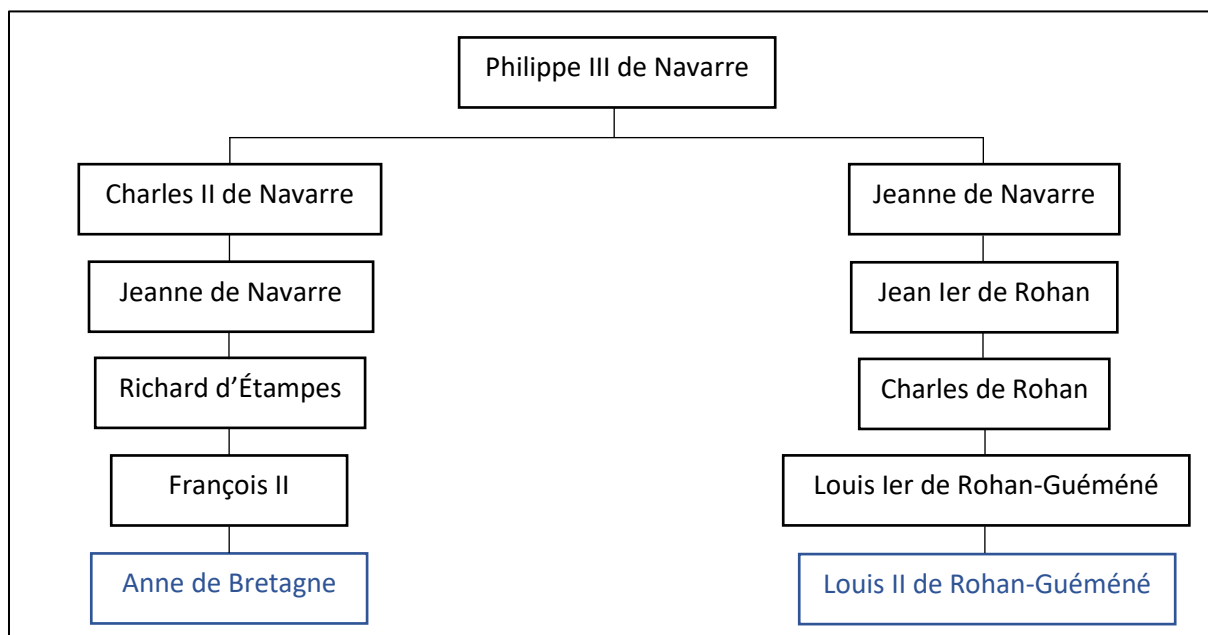 Philippe III de Navarre
Charles II de Navarre
Jeanne de Navarre
Jeanne de Navarre
Jean Ier de Rohan
Richard d’Étampes
Charles de Rohan
François II
Louis Ier de Rohan-Guéméné
Anne de Bretagne
Louis II de Rohan-Guéméné